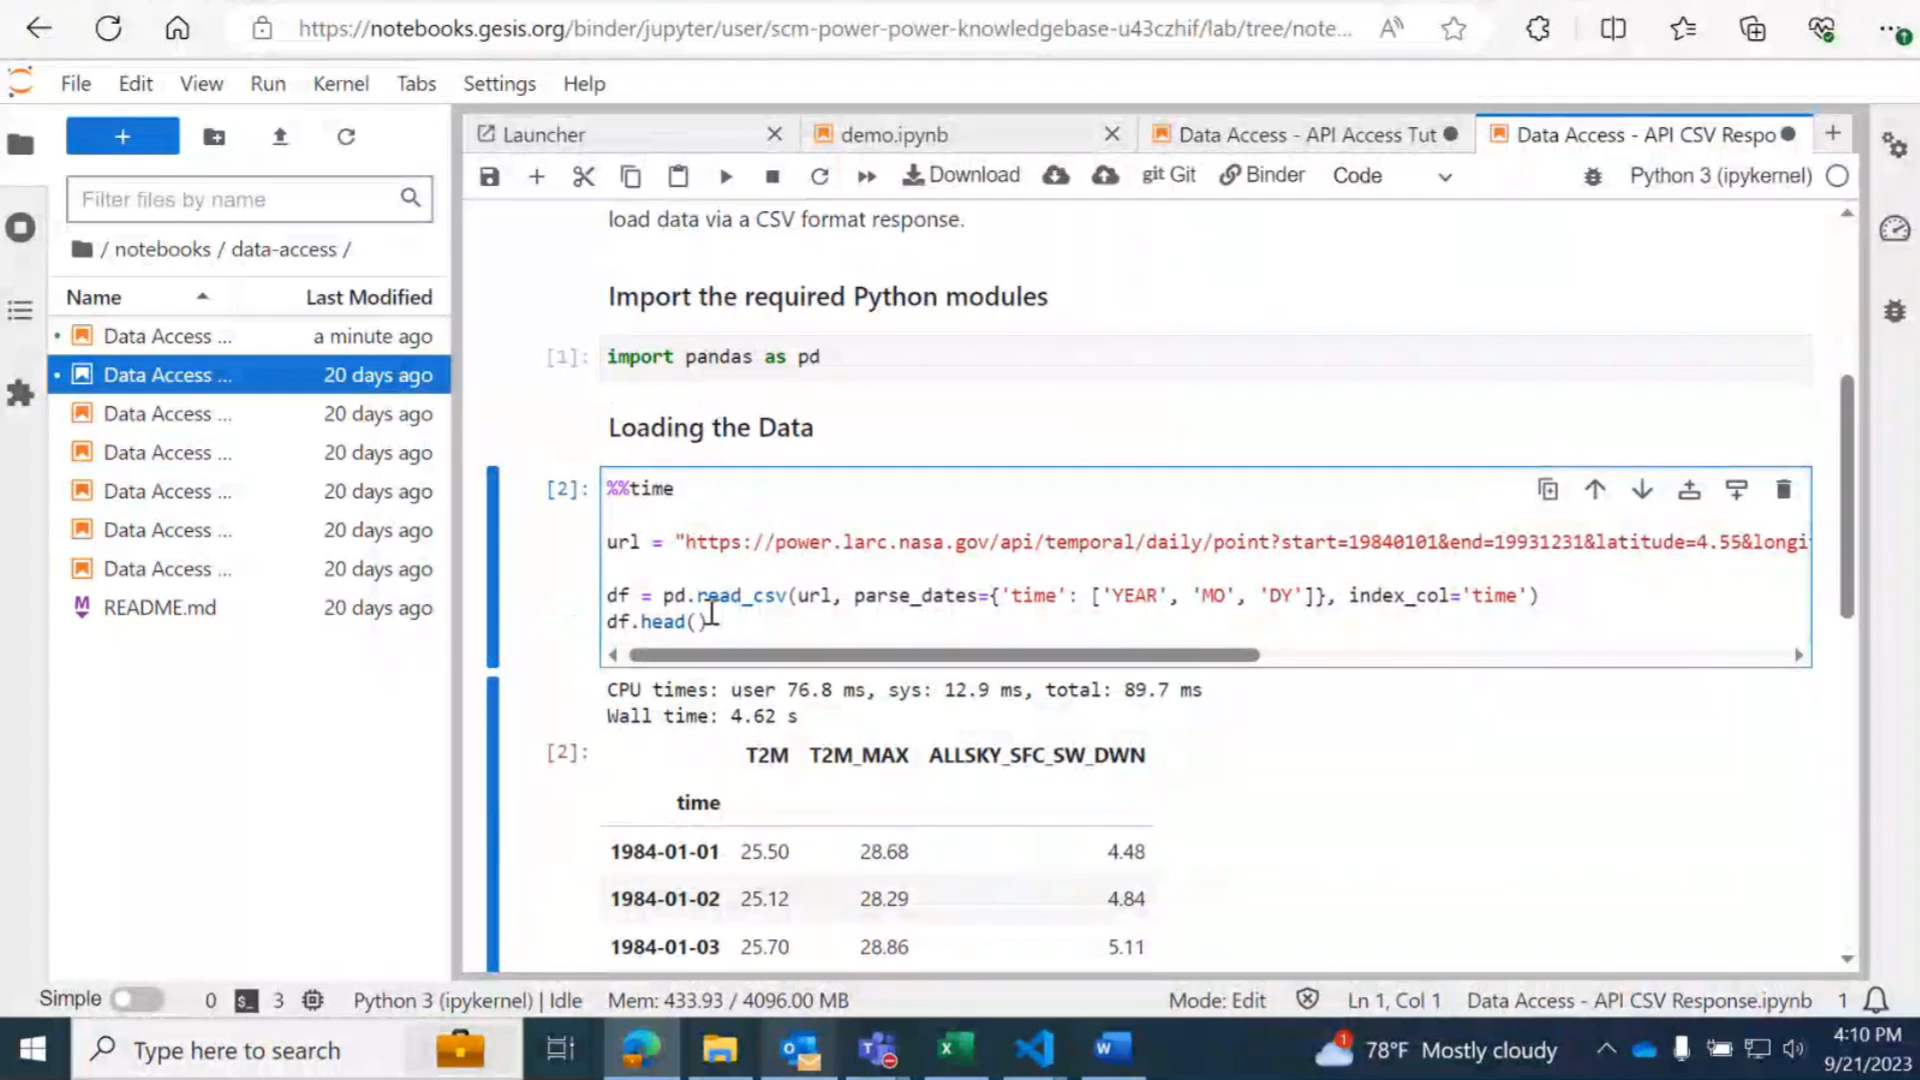 https://notebooks.gesis.org/binder/jupyter/user/scm-power-power-knowledgebase-u43czhif/lab/tree/note...
File Edit View Run Kernel Tabs Settings Help
Launcher
demo.ipynb
Data Access - API Access Tut
Data Access - API CSV Respo
Download
git Git
Binder
Code
Python 3 (ipykernel)
Filter files by name
/ notebooks / data-access /
Name Last Modified
Data Access ... a minute ago
Data Access ... 20 days ago
Data Access ... 20 days ago
Data Access ... 20 days ago
Data Access ... 20 days ago
Data Access ... 20 days ago
Data Access ... 20 days ago
README.md 20 days ago
load data via a CSV format response.
Import the required Python modules
[1]: import pandas as pd
Loading the Data
[2]: %%time
url = "https://power.larc.nasa.gov/api/temporal/daily/point?start=19840101&end=19931231&latitude=4.55&longi
df = pd.read_csv(url, parse_dates={'time': ['YEAR', 'MO', 'DY']}, index_col='time')
df.head()
CPU times: user 76.8 ms, sys: 12.9 ms, total: 89.7 ms
Wall time: 4.62 s
[2]: T2M T2M_MAX ALLSKY_SFC_SW_DWN
time
1984-01-01 25.50 28.68 4.48
1984-01-02 25.12 28.29 4.84
1984-01-03 25.70 28.86 5.11
Simple 0 3 Python 3 (ipykernel) | Idle Mem: 433.93 / 4096.00 MB Mode: Edit Ln 1, Col 1 Data Access - API CSV Response.ipynb 1
Type here to search
1
78°F Mostly cloudy
4:10 PM
9/21/2023